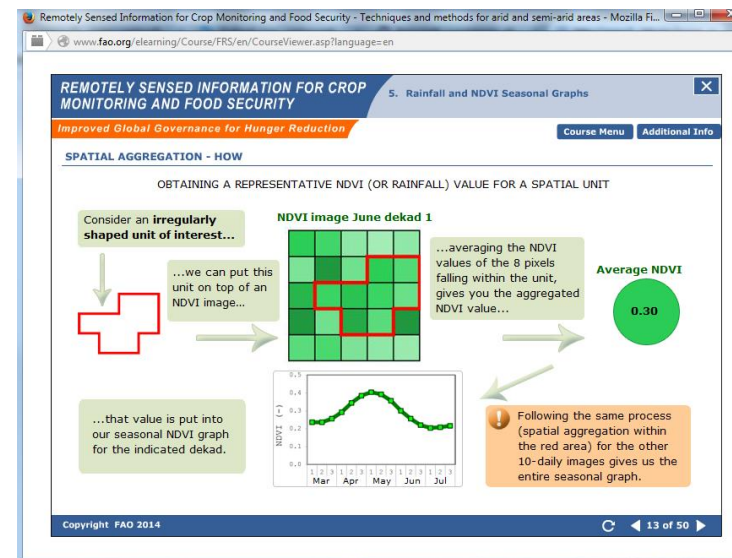 Remotely Sensed Information for Crop Monitoring and Food Security - Techniques and methods for arid and semi-arid areas - Mozilla Fi...
www.fao.org/elearning/Course/FRS/en/CourseViewer.asp?language=en
REMOTELY SENSED INFORMATION FOR CROP
MONITORING AND FOOD SECURITY
5. Rainfall and NDVI Seasonal Graphs
Improved Global Governance for Hunger Reduction
Course Menu Additional Info
SPATIAL AGGREGATION - HOW
OBTAINING A REPRESENTATIVE NDVI (OR RAINFALL) VALUE FOR A SPATIAL UNIT
Consider an irregularly
shaped unit of interest...
...we can put this
unit on top of an
NDVI image...
NDVI image June dekad 1
...averaging the NDVI
values of the 8 pixels
falling within the unit,
gives you the aggregated
NDVI value...
Average NDVI
0.30
...that value is put into
our seasonal NDVI graph
for the indicated dekad.
NDVI (-)
0.5
0.4
0.3
0.2
0.1
0.0
1 2 3 1 2 3 1 2 3 1 2 3 1 2 3
Mar Apr May Jun Jul
Following the same process
(spatial aggregation within
the red area) for the other
10-daily images gives us the
entire seasonal graph.
Copyright FAO 2014
13 of 50